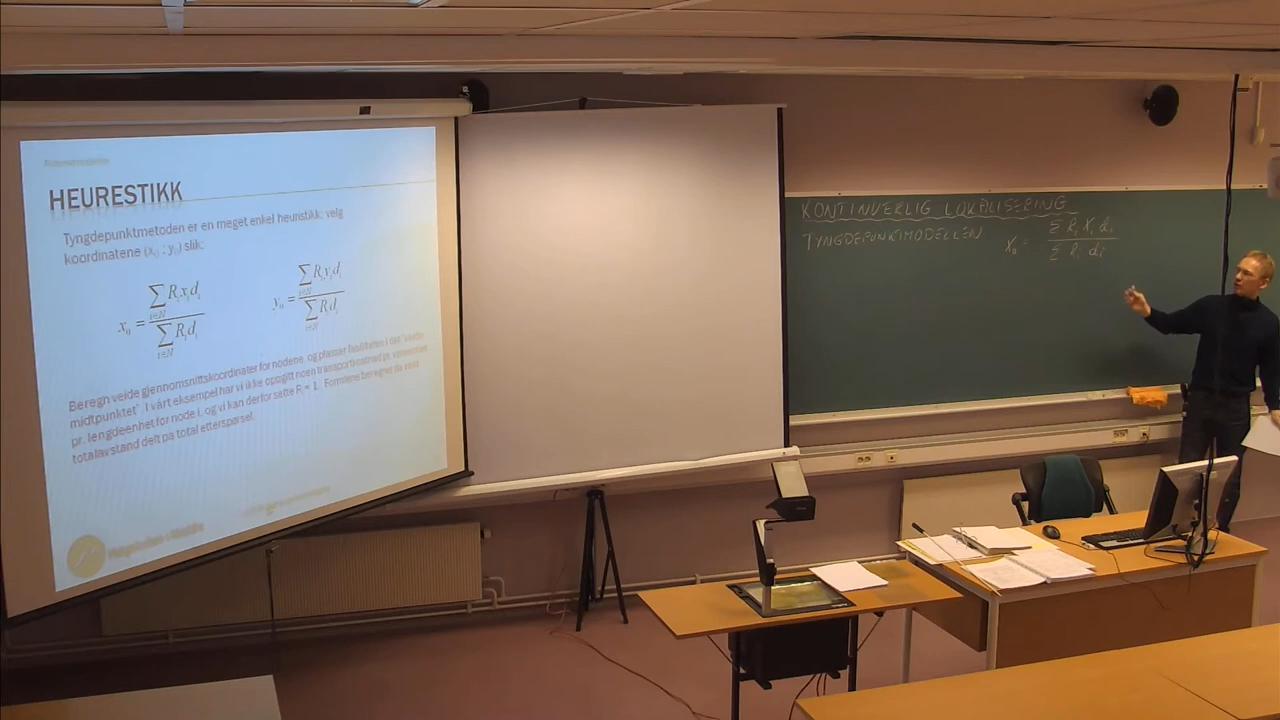 HEURESTIKK
Tyngdepunktmetoden er en meget enkel heuristikk; velg
koordinatene (x₀ ; y₀) slik:
x₀ = ∑i∈N Rᵢxᵢdᵢ / ∑i∈N Rᵢdᵢ
y₀ = ∑i∈N Rᵢyᵢdᵢ / ∑i∈N Rᵢdᵢ
Beregn veide gjennomsnittskoordinater for nodene, og plasser fasiliteten i det "veide
midtpunktet". I vårt eksempel har vi ikke oppgitt noen transportkostnad pr. vareenhet
pr. lengdeenhet for node i, og vi kan derfor sette Rᵢ = 1. Formlene beregner da veid
totalavstand delt på total etterspørsel.
KONTINUERLIG LOKALISERING
TYNGDEPUNKTMODELLEN
X₀ = Σ Rᵢ Xᵢ dᵢ / Σ Rᵢ dᵢ